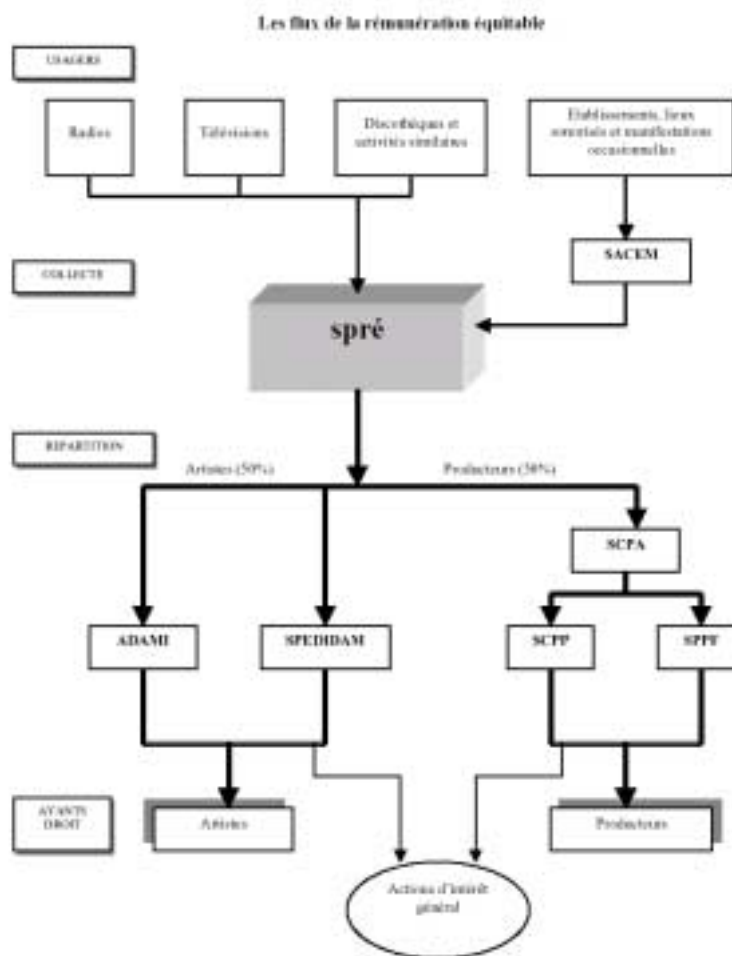 Les flux de la rémunération équitable
USAGERS
Radios
Télévisions
Discothèques et
activités similaires
Etablissements, lieux
sonorisés et manifestations
occasionnelles
SACEM
COLLECTE
spré
REPARTITION
Artistes (50%)
Producteurs (50%)
SCPA
ADAMI
SPEDIDAM
SCPP
SPPF
AYANTS
DROIT
Artistes
Producteurs
Actions d'intérêt
général